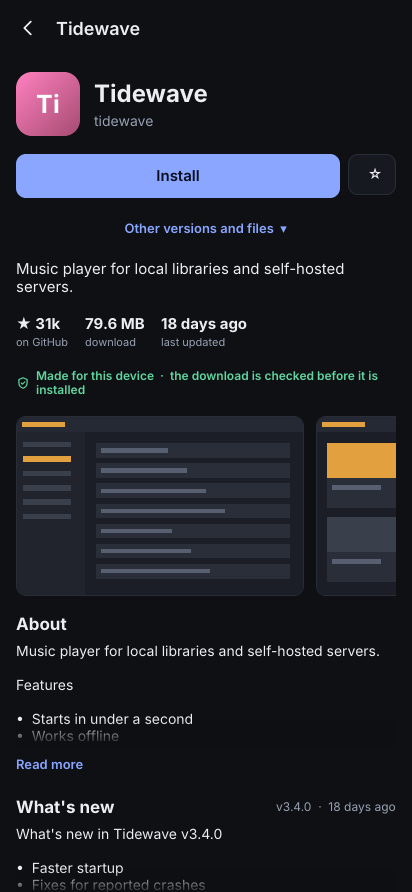 Tidewave
Ti
Tidewave
tidewave
Install
☆
Other versions and files ▾
Music player for local libraries and self-hosted
servers.
★ 31k
on GitHub
79.6 MB
download
18 days ago
last updated
Made for this device · the download is checked before it is
installed
About
Music player for local libraries and self-hosted servers.
Features
• Starts in under a second
• Works offline
Read more
What's new
v3.4.0 · 18 days ago
What's new in Tidewave v3.4.0
• Faster startup
• Fixes for reported crashes